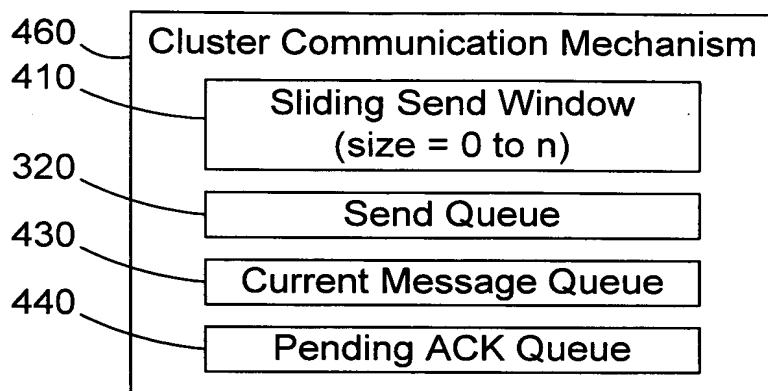 460
Cluster Communication Mechanism
410
Sliding Send Window
(size = 0 to n)
320
Send Queue
430
Current Message Queue
440
Pending ACK Queue